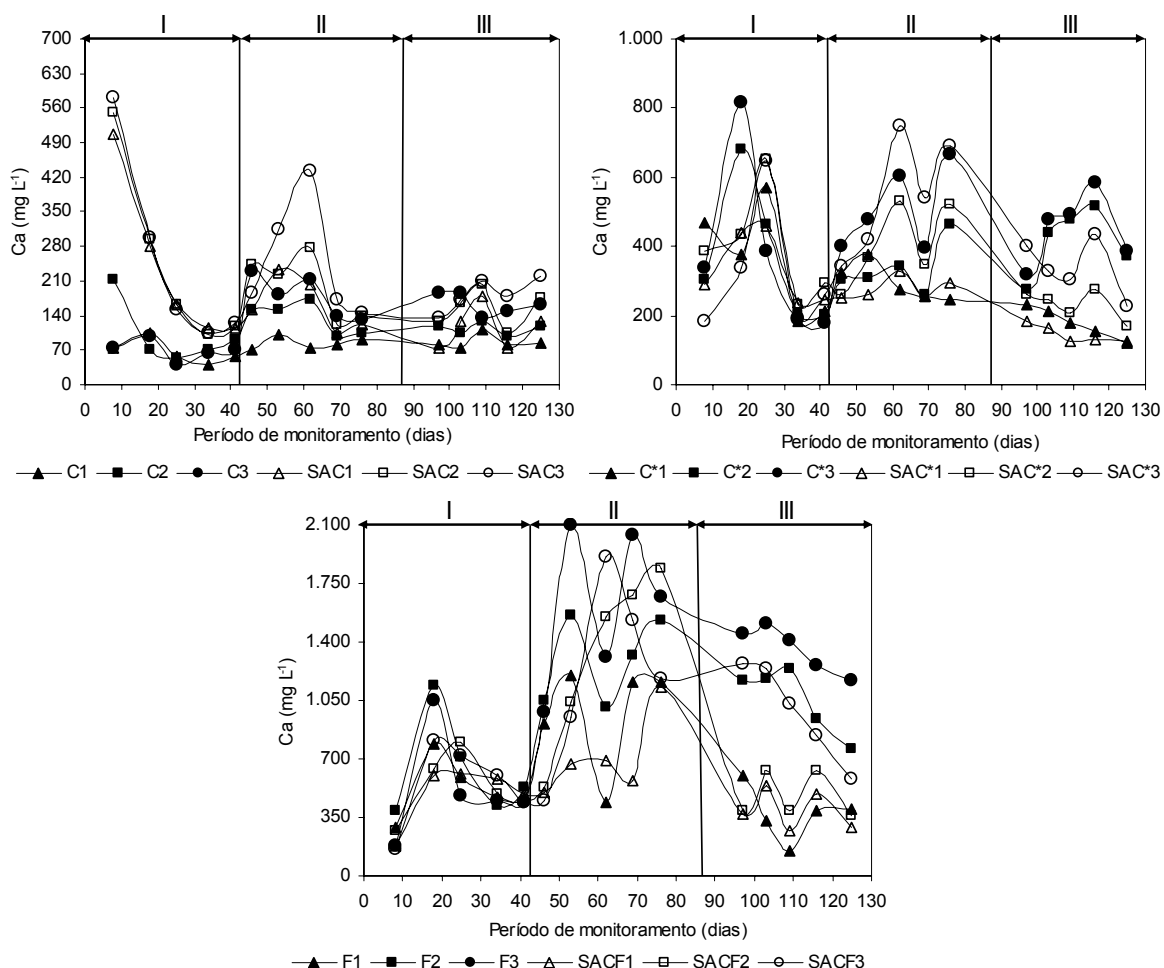 I II III
700
630
560
490
420
350
280
210
140
70
0
Ca (mg L-1)
0 10 20 30 40 50 60 70 80 90 100 110 120 130
Período de monitoramento (dias)
C1 C2 C3 SAC1 SAC2 SAC3
I II III
1.000
800
600
400
200
0
Ca (mg L-1)
0 10 20 30 40 50 60 70 80 90 100 110 120 130
Período de monitoramento (dias)
C*1 C*2 C*3 SAC*1 SAC*2 SAC*3
I II III
2.100
1.750
1.400
1.050
700
350
0
Ca (mg L-1)
0 10 20 30 40 50 60 70 80 90 100 110 120 130
Período de monitoramento (dias)
F1 F2 F3 SACF1 SACF2 SACF3